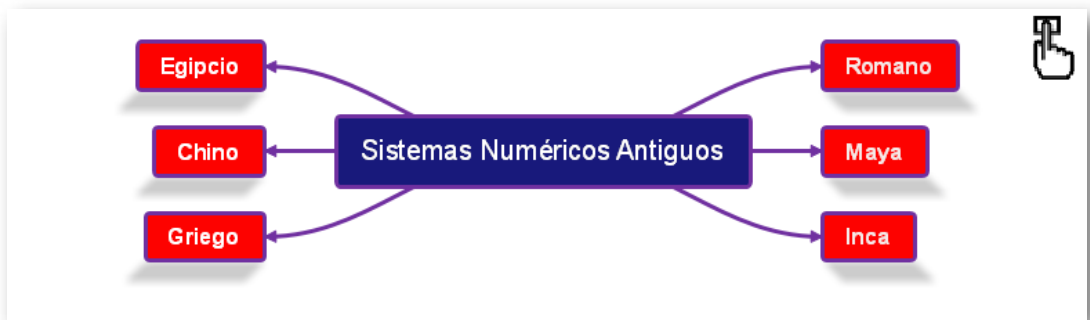 Egipcio
Romano
Sistemas Numéricos Antiguos
Chino
Maya
Griego
Inca